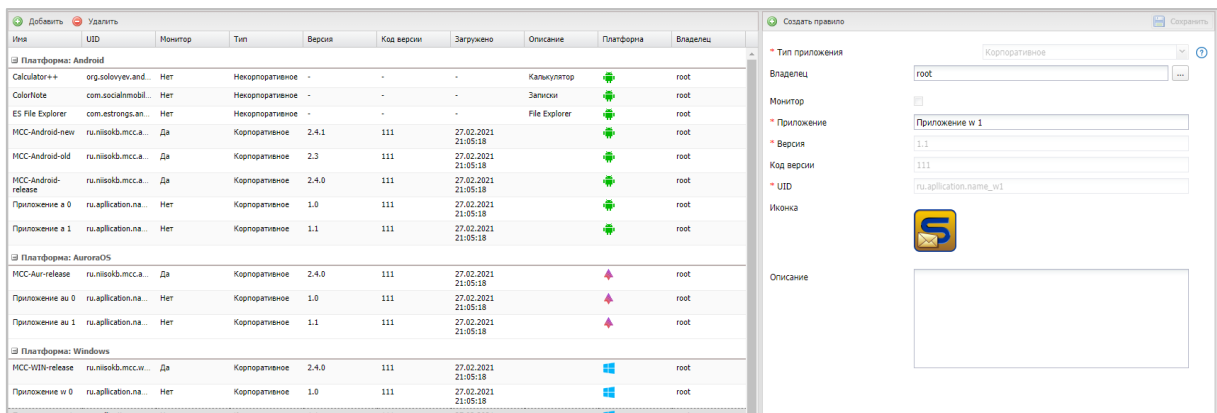 Добавить Удалить
Имя UID Монитор Тип Версия Код версии Загружено Описание Платформа Владелец
Платформа: Android
Calculator++ org.solovyev.and... Нет Некорпоративное - - - Калькулятор root
ColorNote com.socialnmobil... Нет Некорпоративное - - - Записки root
ES File Explorer com.estrongs.an... Нет Некорпоративное - - - File Explorer root
MCC-Android-new ru.niisokb.mcc.a... Да Корпоративное 2.4.1 111 27.02.2021 root
21:05:18
MCC-Android-old ru.niisokb.mcc.a... Да Корпоративное 2.3 111 27.02.2021 root
21:05:18
MCC-Android- ru.niisokb.mcc.a... Да Корпоративное 2.4.0 111 27.02.2021 root
release 21:05:18
Приложение a 0 ru.apllication.na... Нет Корпоративное 1.0 111 27.02.2021 root
21:05:18
Приложение a 1 ru.apllication.na... Нет Корпоративное 1.1 111 27.02.2021 root
21:05:18
Платформа: AuroraOS
MCC-Aur-release ru.niisokb.mcc.a... Да Корпоративное 2.4.0 111 27.02.2021 root
21:05:18
Приложение au 0 ru.apllication.na... Нет Корпоративное 1.0 111 27.02.2021 root
21:05:18
Приложение au 1 ru.apllication.na... Нет Корпоративное 1.1 111 27.02.2021 root
21:05:18
Платформа: Windows
MCC-WIN-release ru.niisokb.mcc.w... Да Корпоративное 2.4.0 111 27.02.2021 root
21:05:18
Приложение w 0 ru.apllication.na... Нет Корпоративное 1.0 111 27.02.2021 root
21:05:18
Создать правило Сохранить
* Тип приложения Корпоративное ?
Владелец root ...
Монитор
* Приложение Приложение w 1
* Версия 1.1
Код версии 111
* UID ru.apllication.name_w1
Иконка
S
Описание